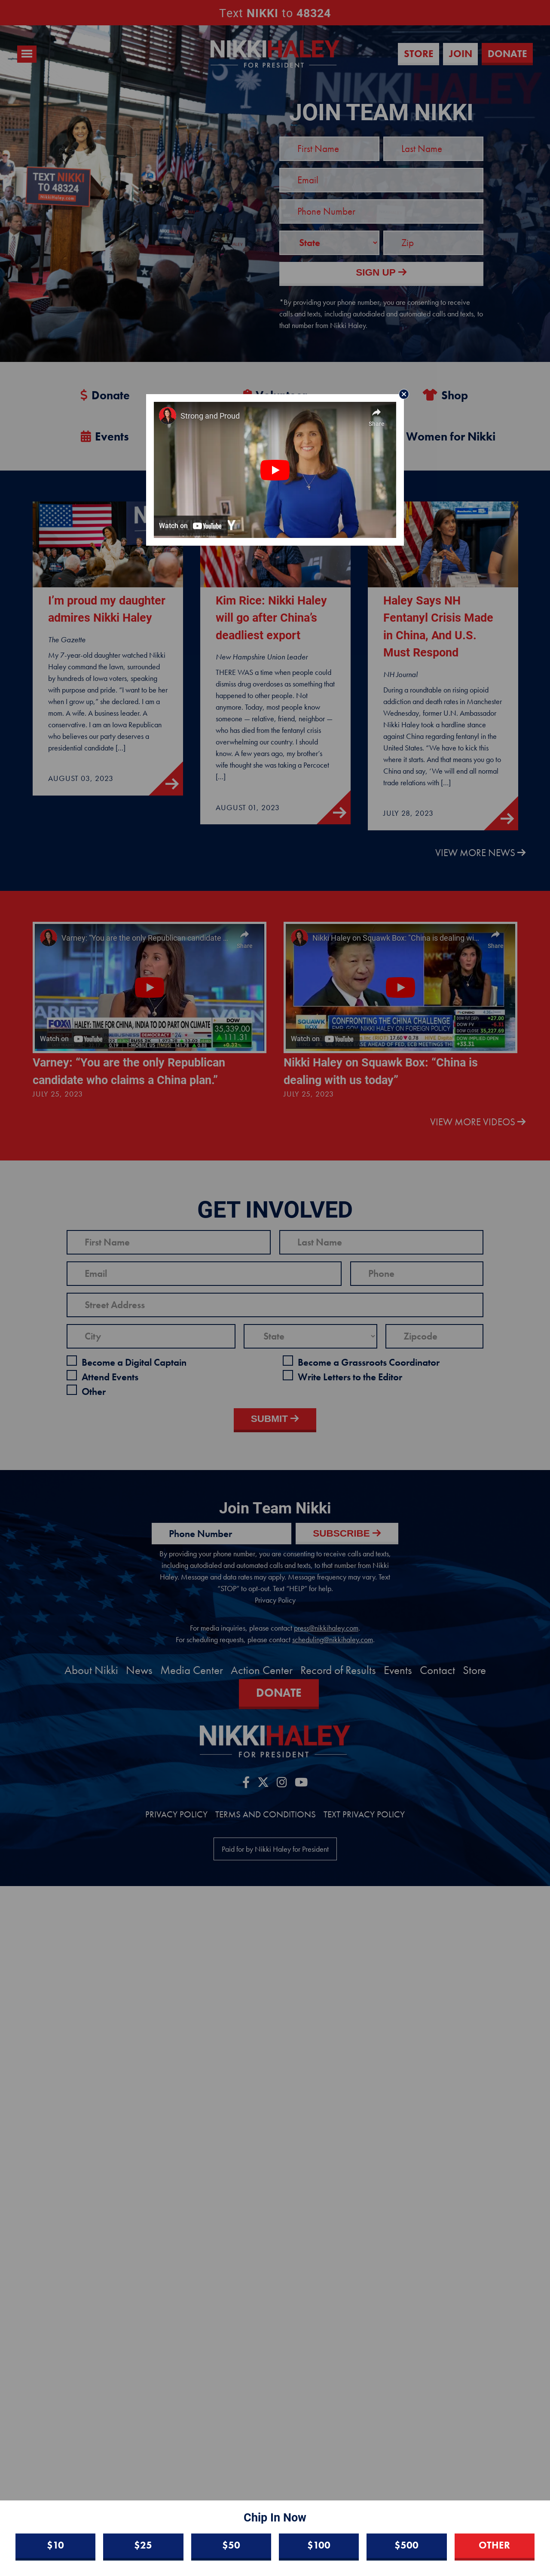 Text NIKKI to 48324
NIKKIHALEY
FOR PRESIDENT
STORE
JOIN
DONATE
JOIN TEAM NIKKI
TEXT NIKKI
TO 48324
NikkiHaley.com
First Name
Last Name
Email
Phone Number
State
Zip
SIGN UP
*By providing your phone number, you are consenting to receive
calls and texts, including autodialed and automated calls and texts, to
that number from Nikki Haley.
Donate
Shop
Events
Women for Nikki
Strong and Proud
Share
Watch on YouTube
I'm proud my daughter
admires Nikki Haley
The Gazette
My 7-year-old daughter watched Nikki
Haley command the lawn, surrounded
by hundreds of Iowa voters, speaking
with purpose and pride. "I want to be her
when I grow up," she declared. I am a
mom. A wife. A business leader. A
conservative. I am an Iowa Republican
who believes our party deserves a
presidential candidate [...]
AUGUST 03, 2023
Kim Rice: Nikki Haley
will go after China's
deadliest export
New Hampshire Union Leader
THERE WAS a time when people could
dismiss drug overdoses as something that
happened to other people. Not
anymore. Today, most people know
someone — relative, friend, neighbor —
who has died from the fentanyl crisis
overwhelming our country. I should
know. A few years ago, my brother's
wife thought she was taking a Percocet
[...]
AUGUST 01, 2023
Haley Says NH
Fentanyl Crisis Made
in China, And U.S.
Must Respond
NH Journal
During a roundtable on rising opioid
addiction and death rates in Manchester
Wednesday, former U.N. Ambassador
Nikki Haley took a hardline stance
against China regarding fentanyl in the
United States. "We have to kick this
where it starts. And that means you go to
China and say, 'We will end all normal
trade relations with [...]
JULY 28, 2023
VIEW MORE NEWS
Varney: "You are the only Republican candidate ...
Share
VARNEY
FOX
HALEY: TIME FOR CHINA, INDIA TO DO PART ON CLIMATE
DOW
35,339.00
111.31
Watch on YouTube
Varney: "You are the only Republican
candidate who claims a China plan."
JULY 25, 2023
Nikki Haley on Squawk Box: "China is dealing wi...
Share
SQUAWK BOX
CONFRONTING THE CHINA CHALLENGE
NIKKI HALEY ON FOREIGN POLICY
Watch on YouTube
Nikki Haley on Squawk Box: "China is
dealing with us today"
JULY 25, 2023
VIEW MORE VIDEOS
GET INVOLVED
First Name
Last Name
Email
Phone
Street Address
City
State
Zipcode
Become a Digital Captain
Become a Grassroots Coordinator
Attend Events
Write Letters to the Editor
Other
SUBMIT
Join Team Nikki
Phone Number
SUBSCRIBE
By providing your phone number, you are consenting to receive calls and texts,
including autodialed and automated calls and texts, to that number from Nikki
Haley. Message and data rates may apply. Message frequency may vary. Text
"STOP" to opt-out. Text "HELP" for help.
Privacy Policy
For media inquiries, please contact press@nikkihaley.com.
For scheduling requests, please contact scheduling@nikkihaley.com.
About Nikki News Media Center Action Center Record of Results Events Contact Store
DONATE
NIKKIHALEY
FOR PRESIDENT
PRIVACY POLICY TERMS AND CONDITIONS TEXT PRIVACY POLICY
Paid for by Nikki Haley for President
Chip In Now
$10
$25
$50
$100
$500
OTHER